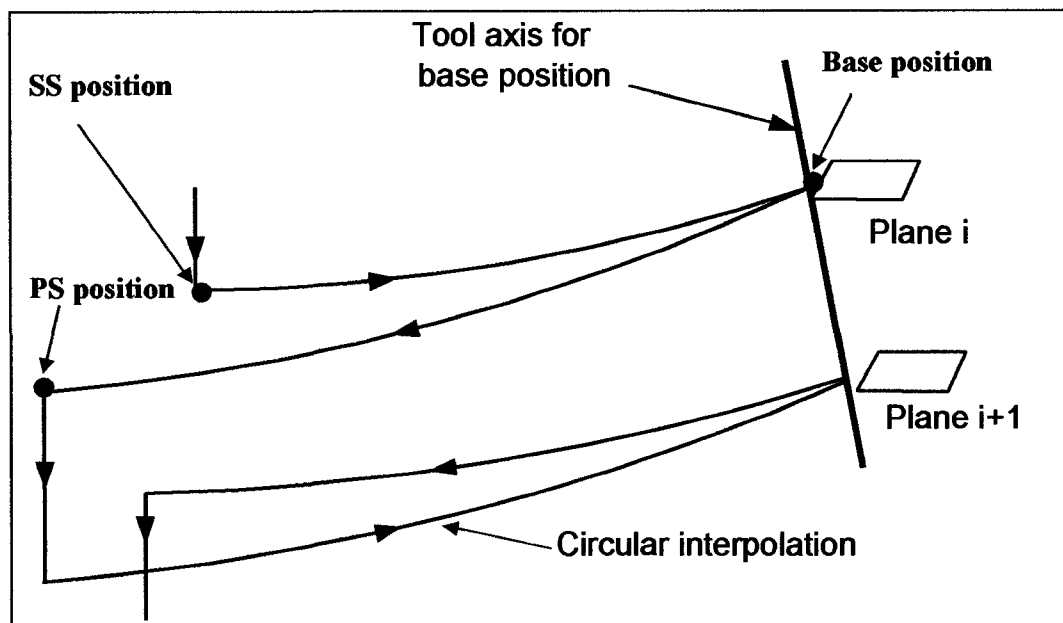 Tool axis for
base position
Base position
SS position
Plane i
PS position
Plane i+1
Circular interpolation